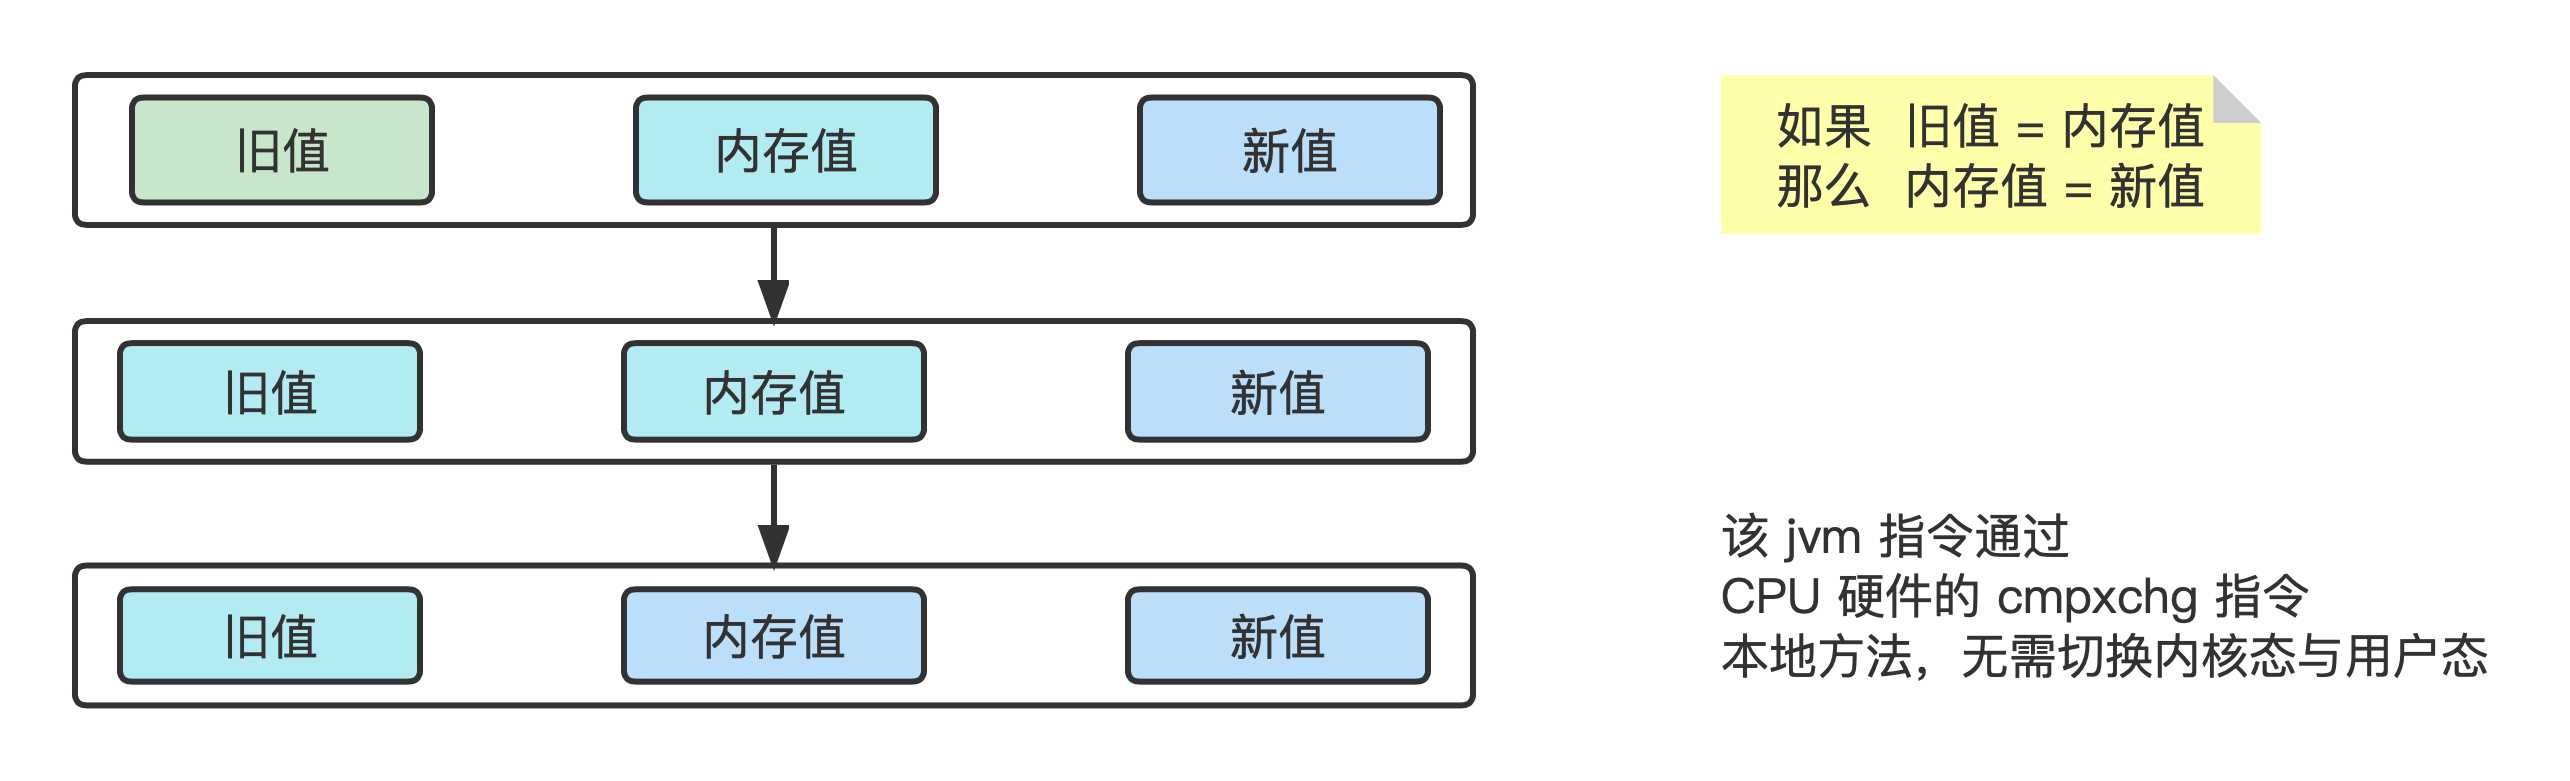 旧值 内存值 新值
如果 旧值 = 内存值
那么 内存值 = 新值
旧值 内存值 新值
旧值 内存值 新值
该 jvm 指令通过
CPU 硬件的 cmpxchg 指令
本地方法，无需切换内核态与用户态